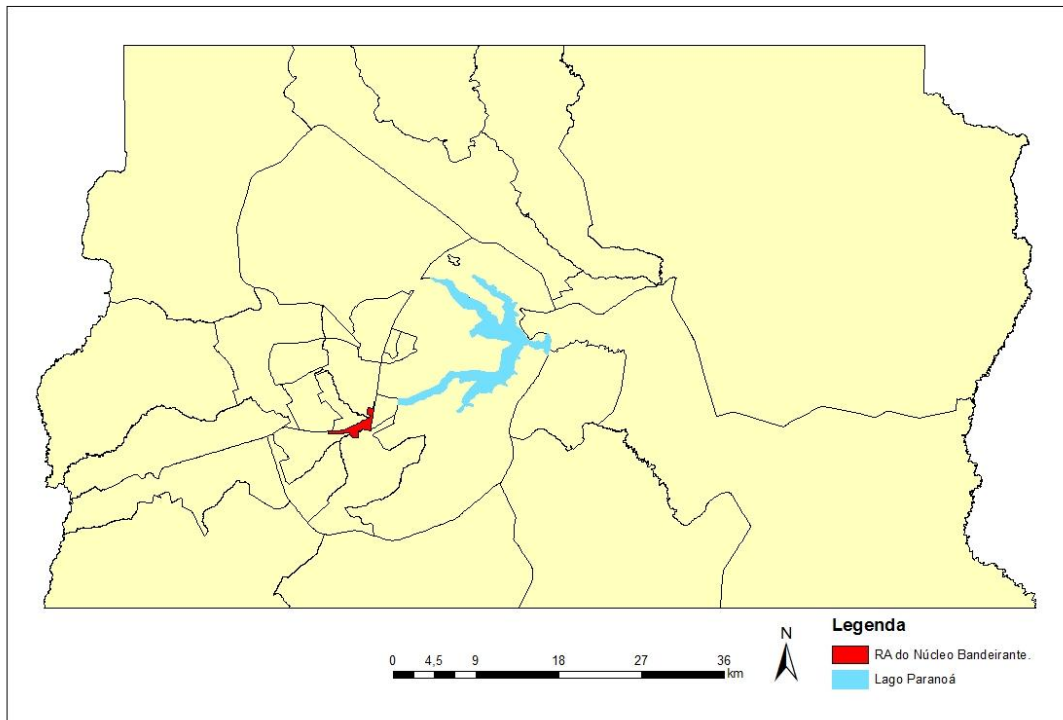 Legenda
N
RA do Núcleo Bandeirante.
0 4,5 9 18 27 36
km
Lago Paranoá